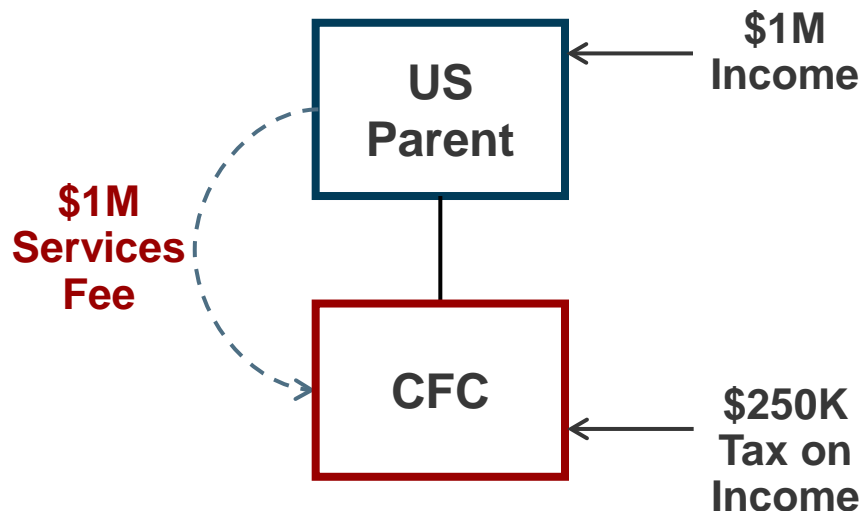 US
Parent
$1M
Income
$1M
Services
Fee
CFC
$250K
Tax on
Income